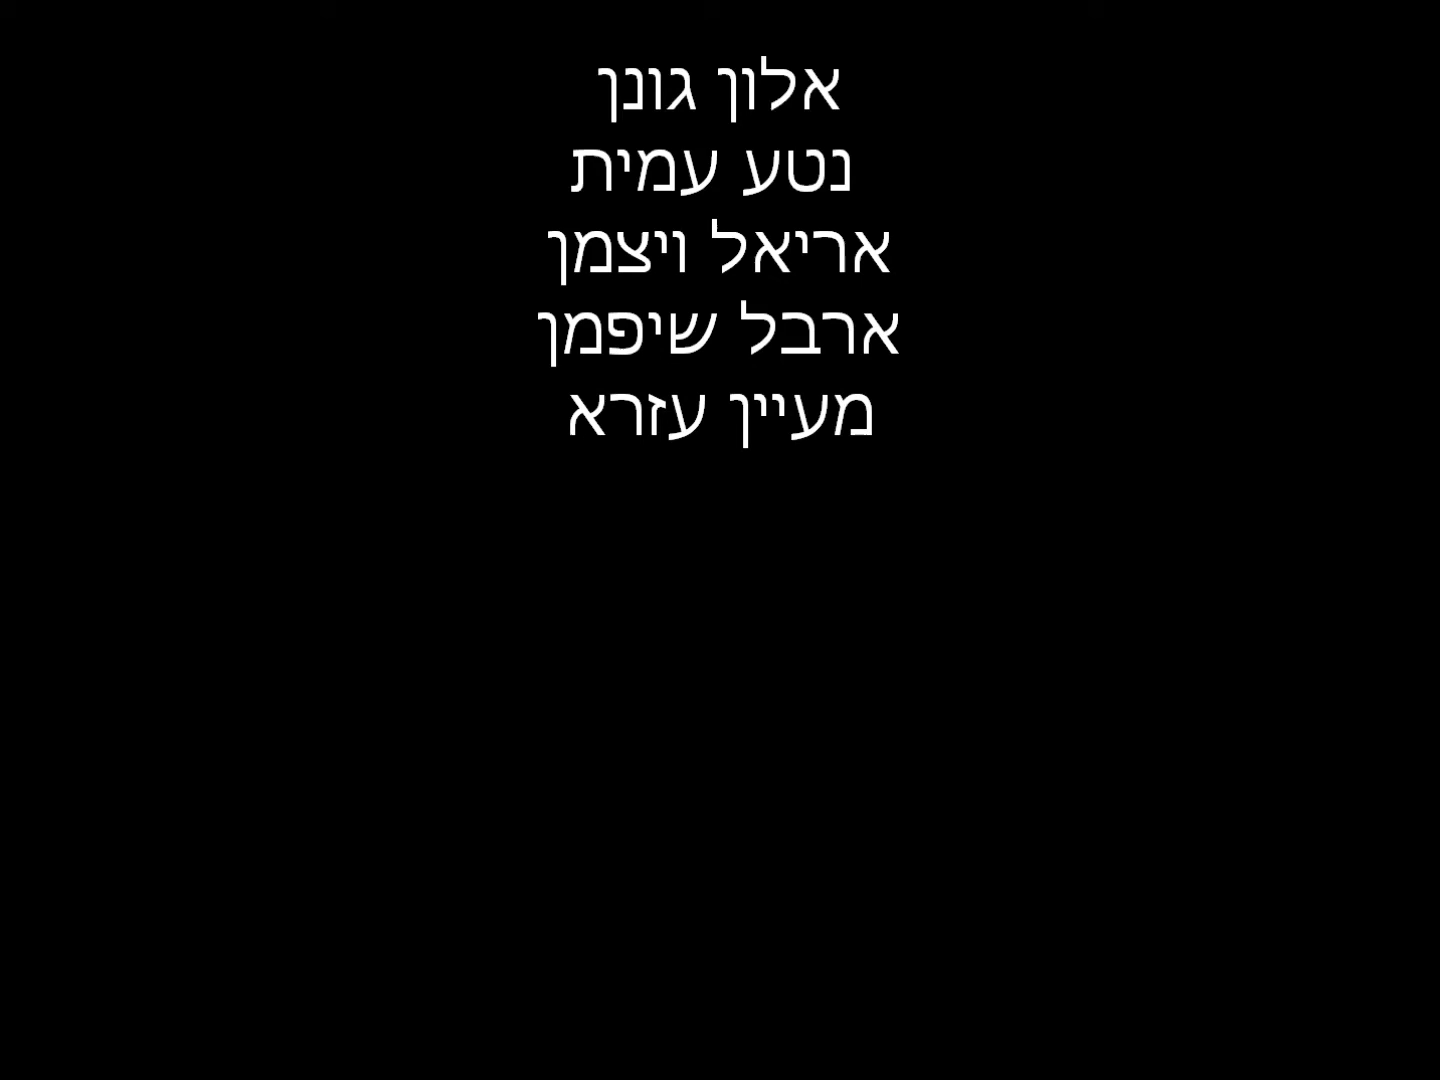 אלון גונן
נטע עמית
אריאל ויצמן
ארבל שיפמן
מעיין עזרא